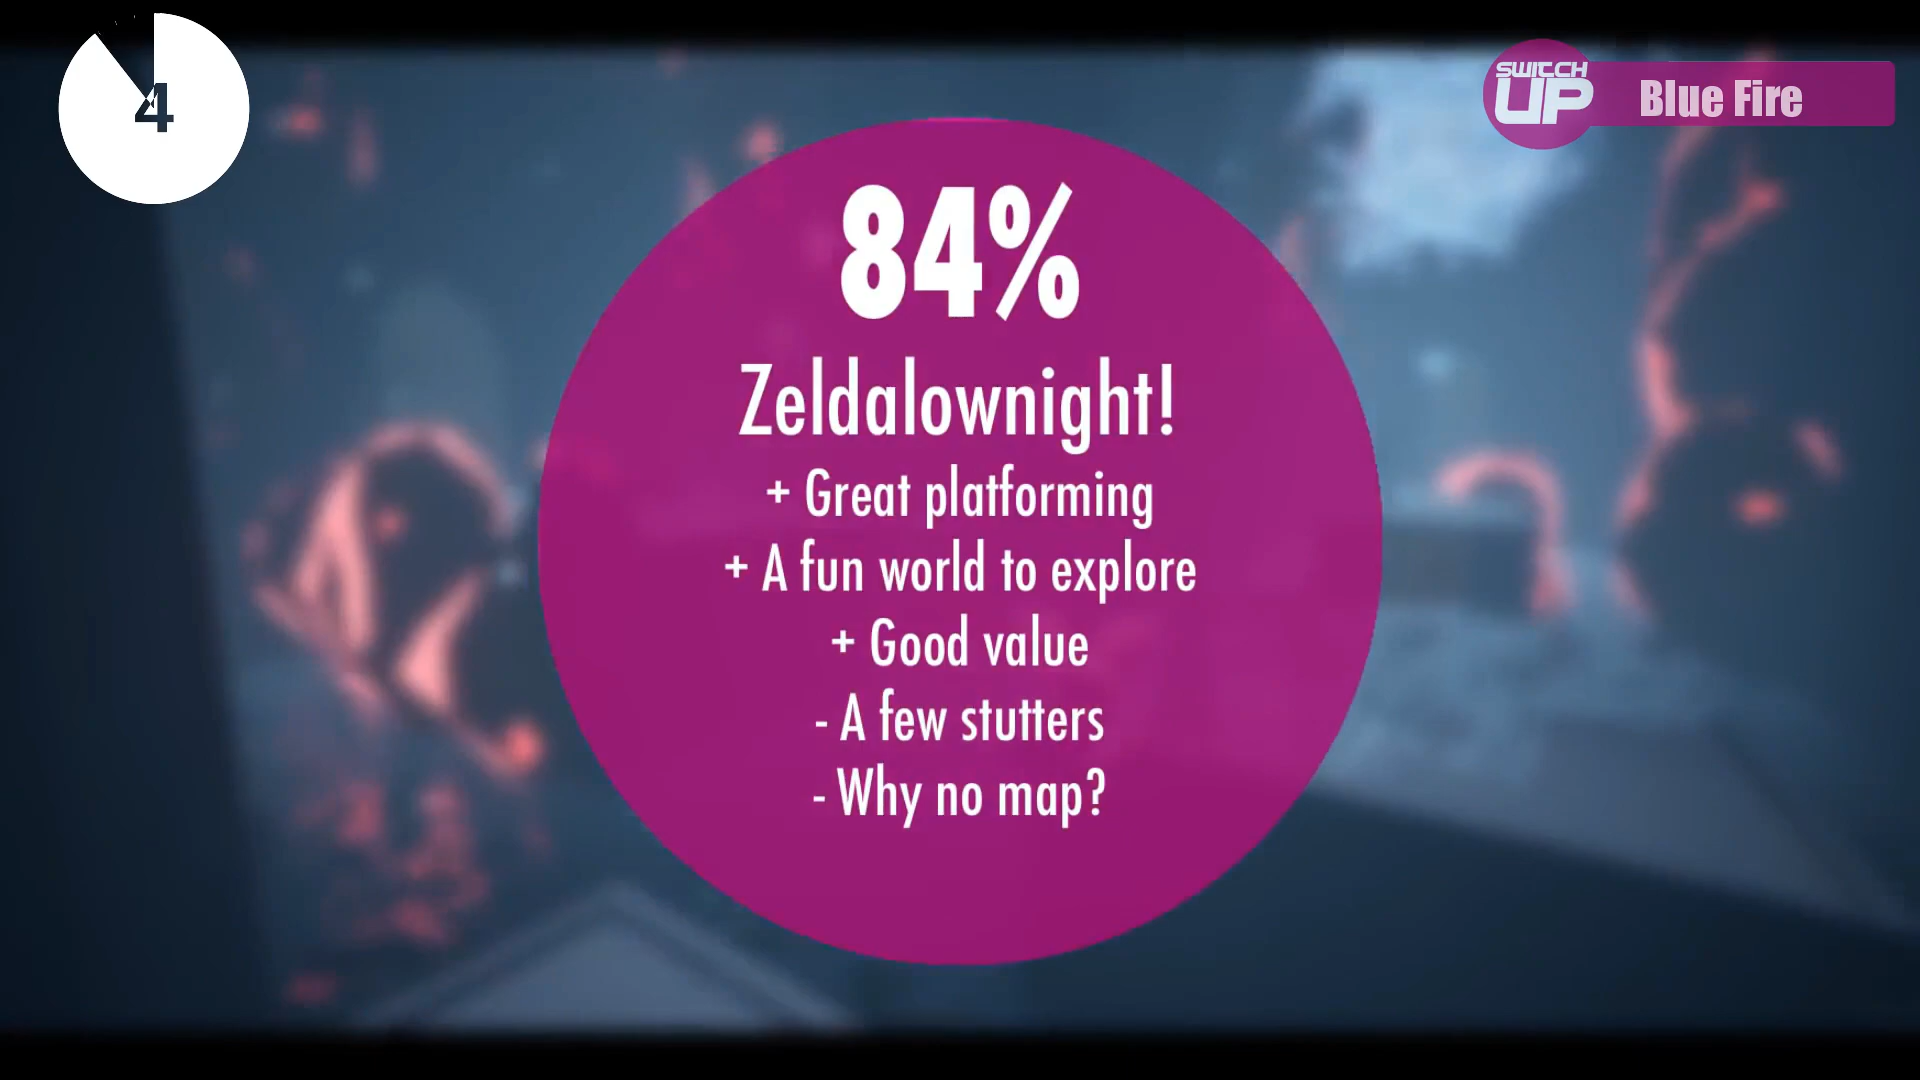 4
SWITCH
UP
Blue Fire
84%
Zeldalownight!
+ Great platforming
+ A fun world to explore
+ Good value
- A few stutters
- Why no map?